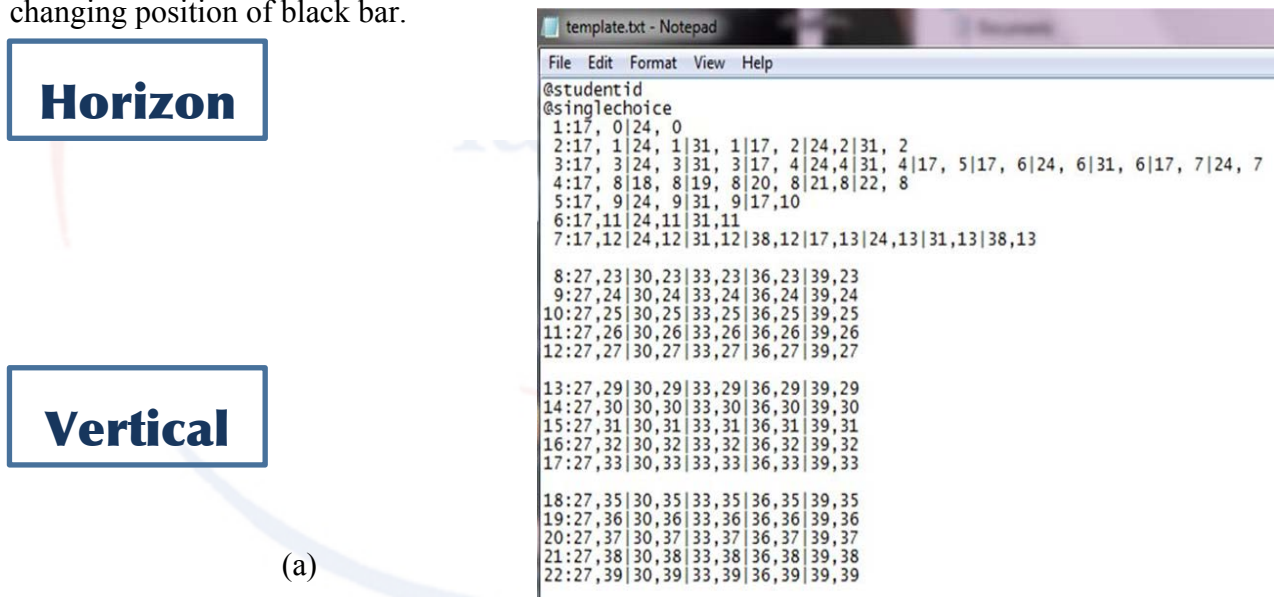 changing position of black bar.
Horizon
Vertical
(a)
template.txt - Notepad
File Edit Format View Help
@studentid
@singlechoice
1:17, 0|24, 0
2:17, 1|24, 1|31, 1|17, 2|24,2|31, 2
3:17, 3|24, 3|31, 3|17, 4|24,4|31, 4|17, 5|17, 6|24, 6|31, 6|17, 7|24, 7
4:17, 8|18, 8|19, 8|20, 8|21,8|22, 8
5:17, 9|24, 9|31, 9|17,10
6:17,11|24,11|31,11
7:17,12|24,12|31,12|38,12|17,13|24,13|31,13|38,13
8:27,23|30,23|33,23|36,23|39,23
9:27,24|30,24|33,24|36,24|39,24
10:27,25|30,25|33,25|36,25|39,25
11:27,26|30,26|33,26|36,26|39,26
12:27,27|30,27|33,27|36,27|39,27
13:27,29|30,29|33,29|36,29|39,29
14:27,30|30,30|33,30|36,30|39,30
15:27,31|30,31|33,31|36,31|39,31
16:27,32|30,32|33,32|36,32|39,32
17:27,33|30,33|33,33|36,33|39,33
18:27,35|30,35|33,35|36,35|39,35
19:27,36|30,36|33,36|36,36|39,36
20:27,37|30,37|33,37|36,37|39,37
21:27,38|30,38|33,38|36,38|39,38
22:27,39|30,39|33,39|36,39|39,39